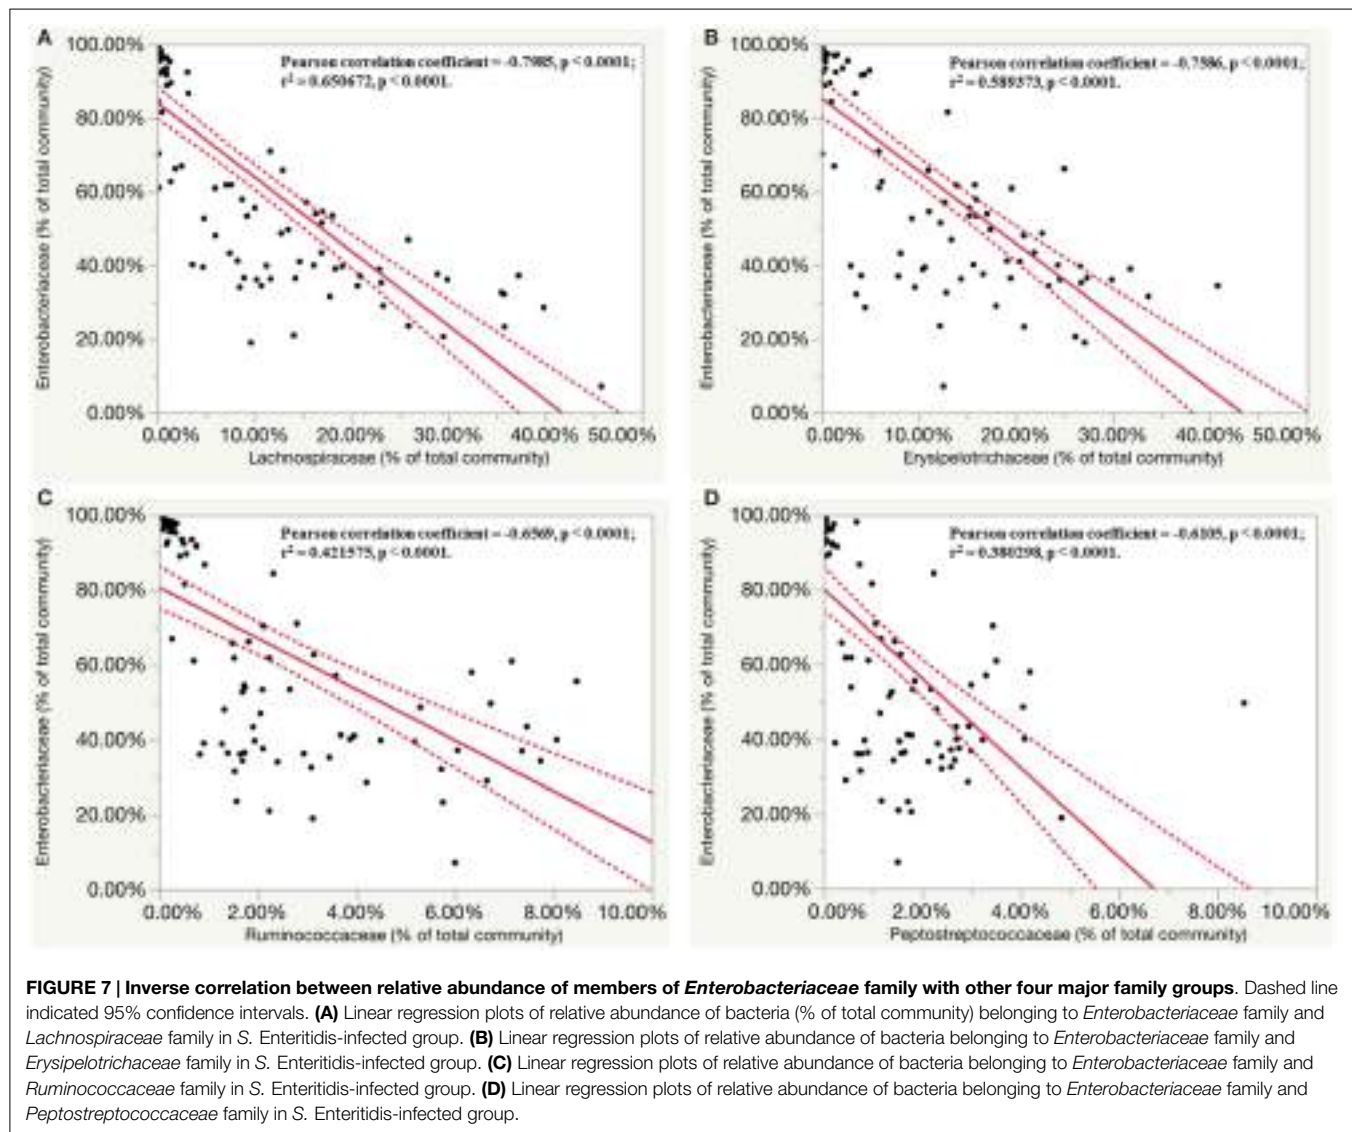 A
Pearson correlation coefficient = -0.7985, p < 0.0001;
r² = 0.650672, p < 0.0001.
100.00%
80.00%
60.00%
40.00%
20.00%
0.00%
Enterobacteriaceae (% of total community)
0.00% 10.00% 20.00% 30.00% 40.00% 50.00%
Lachnospiraceae (% of total community)
B
Pearson correlation coefficient = -0.7586, p < 0.0001;
r² = 0.589373, p < 0.0001.
100.00%
80.00%
60.00%
40.00%
20.00%
0.00%
Enterobacteriaceae (% of total community)
0.00% 10.00% 20.00% 30.00% 40.00% 50.00%
Erysipelotrichaceae (% of total community)
C
Pearson correlation coefficient = -0.6569, p < 0.0001;
r² = 0.421575, p < 0.0001.
100.00%
80.00%
60.00%
40.00%
20.00%
0.00%
Enterobacteriaceae (% of total community)
0.00% 2.00% 4.00% 6.00% 8.00% 10.00%
Ruminococcaceae (% of total community)
D
Pearson correlation coefficient = -0.6105, p < 0.0001;
r² = 0.380298, p < 0.0001.
100.00%
80.00%
60.00%
40.00%
20.00%
0.00%
Enterobacteriaceae (% of total community)
0.00% 2.00% 4.00% 6.00% 8.00% 10.00%
Peptostreptococcaceae (% of total community)
FIGURE 7 | Inverse correlation between relative abundance of members of Enterobacteriaceae family with other four major family groups. Dashed line
indicated 95% confidence intervals. (A) Linear regression plots of relative abundance of bacteria (% of total community) belonging to Enterobacteriaceae family and
Lachnospiraceae family in S. Enteritidis-infected group. (B) Linear regression plots of relative abundance of bacteria belonging to Enterobacteriaceae family and
Erysipelotrichaceae family in S. Enteritidis-infected group. (C) Linear regression plots of relative abundance of bacteria belonging to Enterobacteriaceae family and
Ruminococcaceae family in S. Enteritidis-infected group. (D) Linear regression plots of relative abundance of bacteria belonging to Enterobacteriaceae family and
Peptostreptococcaceae family in S. Enteritidis-infected group.